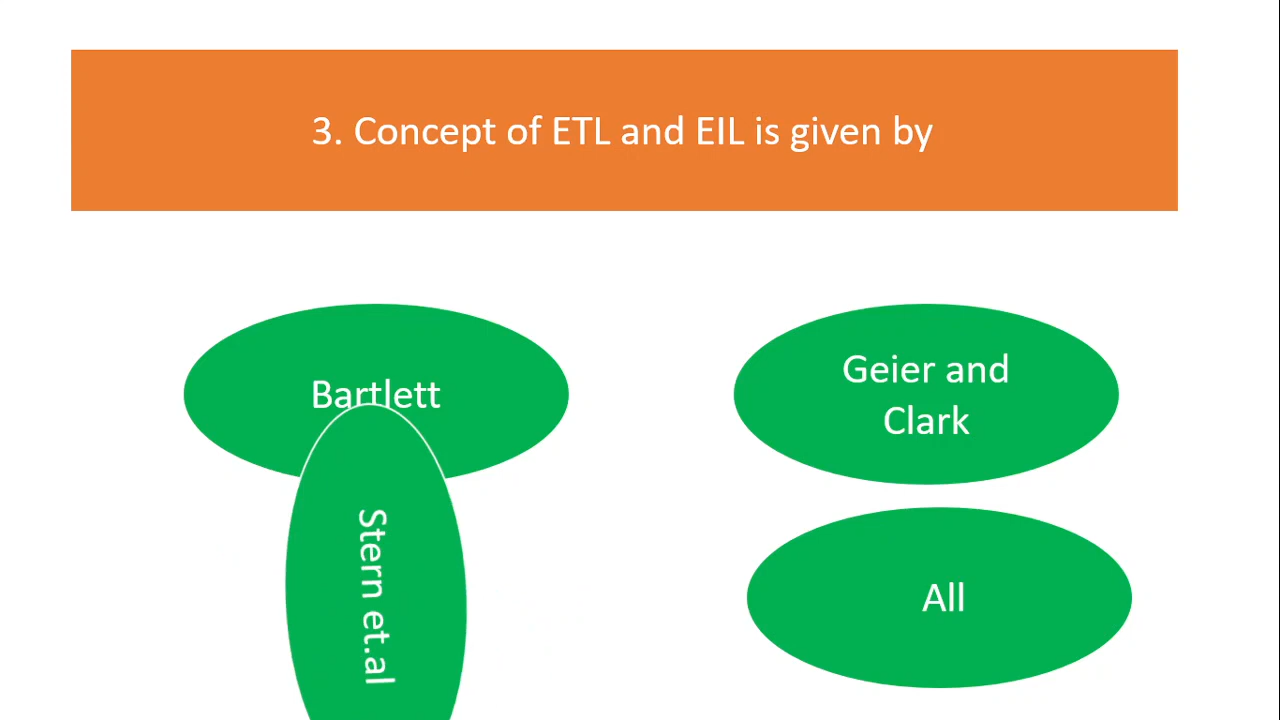 3. Concept of ETL and EIL is given by
Bartlett
Geier and
Clark
Stern et.al
All